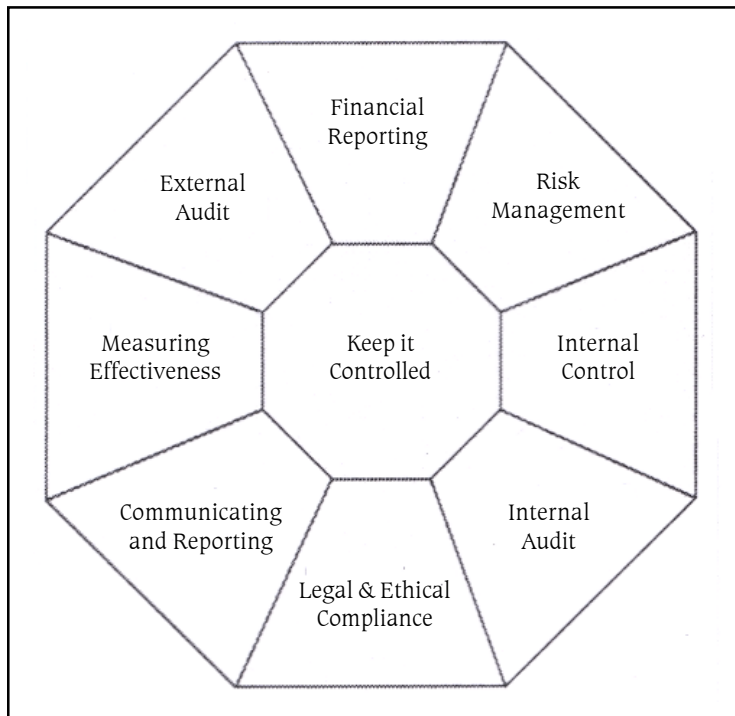 Financial
Reporting
Risk
Management
Internal
Control
Internal
Audit
Legal & Ethical
Compliance
Communicating
and Reporting
Measuring
Effectiveness
External
Audit
Keep it
Controlled